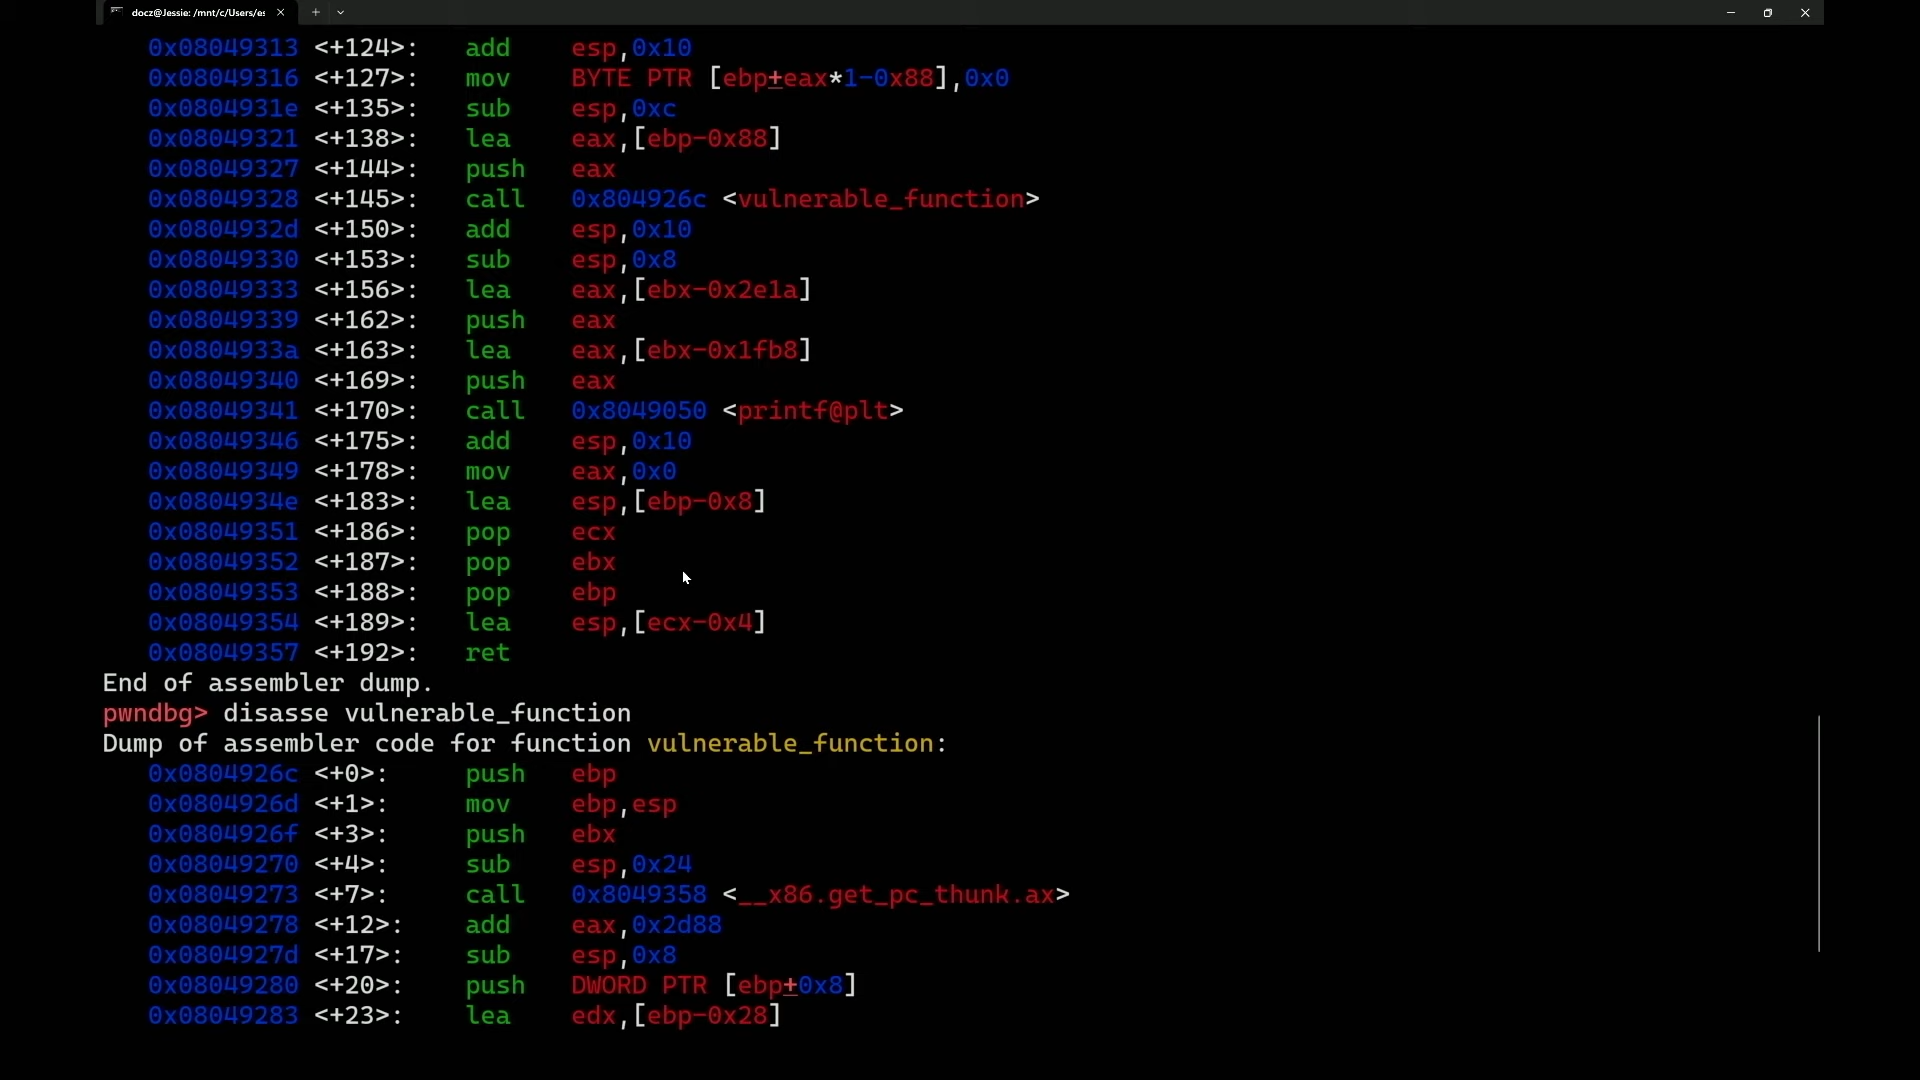 docz@Jessie: /mnt/c/Users/es
0x08049313 <+124>: add esp,0x10
0x08049316 <+127>: mov BYTE PTR [ebp+eax*1-0x88],0x0
0x0804931e <+135>: sub esp,0xc
0x08049321 <+138>: lea eax,[ebp-0x88]
0x08049327 <+144>: push eax
0x08049328 <+145>: call 0x804926c <vulnerable_function>
0x0804932d <+150>: add esp,0x10
0x08049330 <+153>: sub esp,0x8
0x08049333 <+156>: lea eax,[ebx-0x2e1a]
0x08049339 <+162>: push eax
0x0804933a <+163>: lea eax,[ebx-0x1fb8]
0x08049340 <+169>: push eax
0x08049341 <+170>: call 0x8049050 <printf@plt>
0x08049346 <+175>: add esp,0x10
0x08049349 <+178>: mov eax,0x0
0x0804934e <+183>: lea esp,[ebp-0x8]
0x08049351 <+186>: pop ecx
0x08049352 <+187>: pop ebx
0x08049353 <+188>: pop ebp
0x08049354 <+189>: lea esp,[ecx-0x4]
0x08049357 <+192>: ret
End of assembler dump.
pwndbg> disasse vulnerable_function
Dump of assembler code for function vulnerable_function:
0x0804926c <+0>: push ebp
0x0804926d <+1>: mov ebp,esp
0x0804926f <+3>: push ebx
0x08049270 <+4>: sub esp,0x24
0x08049273 <+7>: call 0x8049358 <__x86.get_pc_thunk.ax>
0x08049278 <+12>: add eax,0x2d88
0x0804927d <+17>: sub esp,0x8
0x08049280 <+20>: push DWORD PTR [ebp+0x8]
0x08049283 <+23>: lea edx,[ebp-0x28]